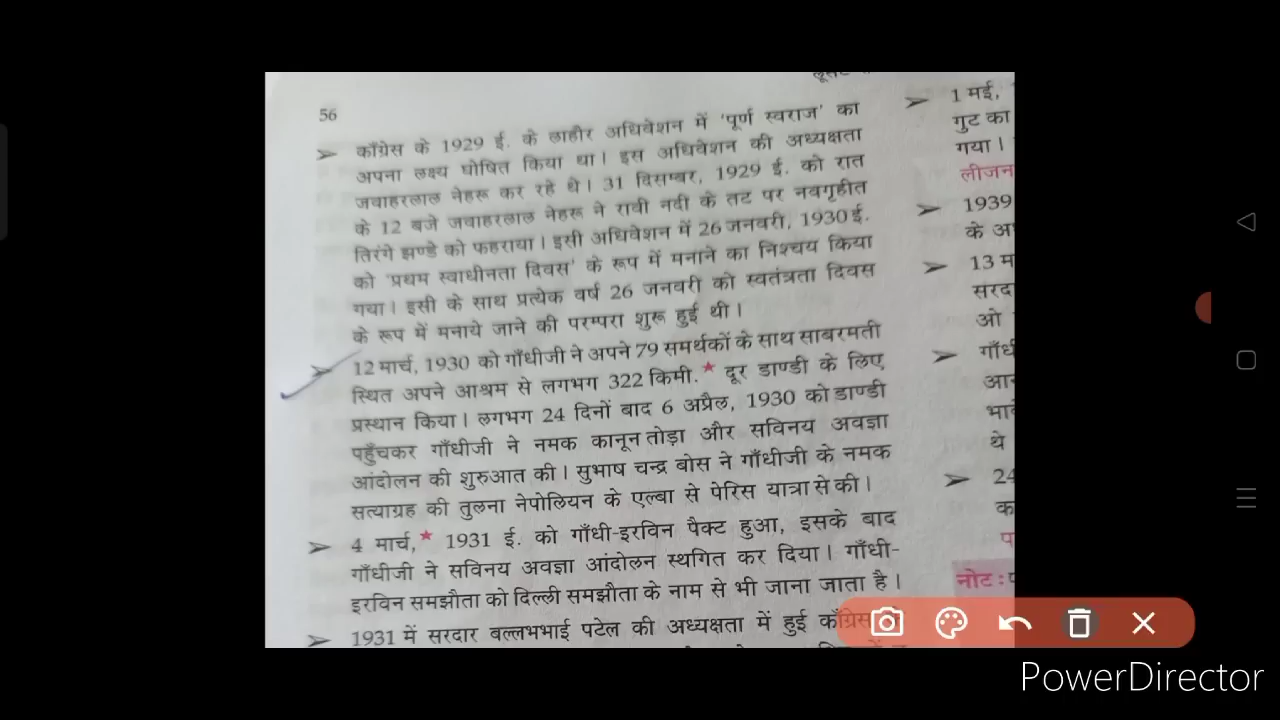 56
➢ काँग्रेस के 1929 ई. के लाहौर अधिवेशन में 'पूर्ण स्वराज' का
अपना लक्ष्य घोषित किया था। इस अधिवेशन की अध्यक्षता
जवाहरलाल नेहरू कर रहे थे। 31 दिसम्बर, 1929 ई. को रात
के 12 बजे जवाहरलाल नेहरू ने रावी नदी के तट पर नवगृहीत
तिरंगे झण्डे को फहराया। इसी अधिवेशन में 26 जनवरी, 1930 ई.
को 'प्रथम स्वाधीनता दिवस' के रूप में मनाने का निश्चय किया
गया। इसी के साथ प्रत्येक वर्ष 26 जनवरी को स्वतंत्रता दिवस
के रूप में मनाये जाने की परम्परा शुरू हुई थी।
➢ 12 मार्च, 1930 को गाँधीजी ने अपने 79 समर्थकों के साथ साबरमती
स्थित अपने आश्रम से लगभग 322 किमी.★ दूर डाण्डी के लिए
प्रस्थान किया। लगभग 24 दिनों बाद 6 अप्रैल, 1930 को डाण्डी
पहुँचकर गाँधीजी ने नमक कानून तोड़ा और सविनय अवज्ञा
आंदोलन की शुरुआत की। सुभाष चन्द्र बोस ने गाँधीजी के नमक
सत्याग्रह की तुलना नेपोलियन के एल्बा से पेरिस यात्रा से की।
➢ 4 मार्च,★ 1931 ई. को गाँधी-इरविन पैक्ट हुआ, इसके बाद
गाँधीजी ने सविनय अवज्ञा आंदोलन स्थगित कर दिया। गाँधी-
इरविन समझौता को दिल्ली समझौता के नाम से भी जाना जाता है।
➢ 1931 में सरदार बल्लभभाई पटेल की अध्यक्षता में हुई काँग्रेस
➢ 1 मई,
गुट का
गया।
लीजन
➢ 1939
के अ
➢ 13 म
सरदा
ओ
➢ गाँधी
आन
भा
थे
➢ 24
क
प
नोट :
PowerDirector